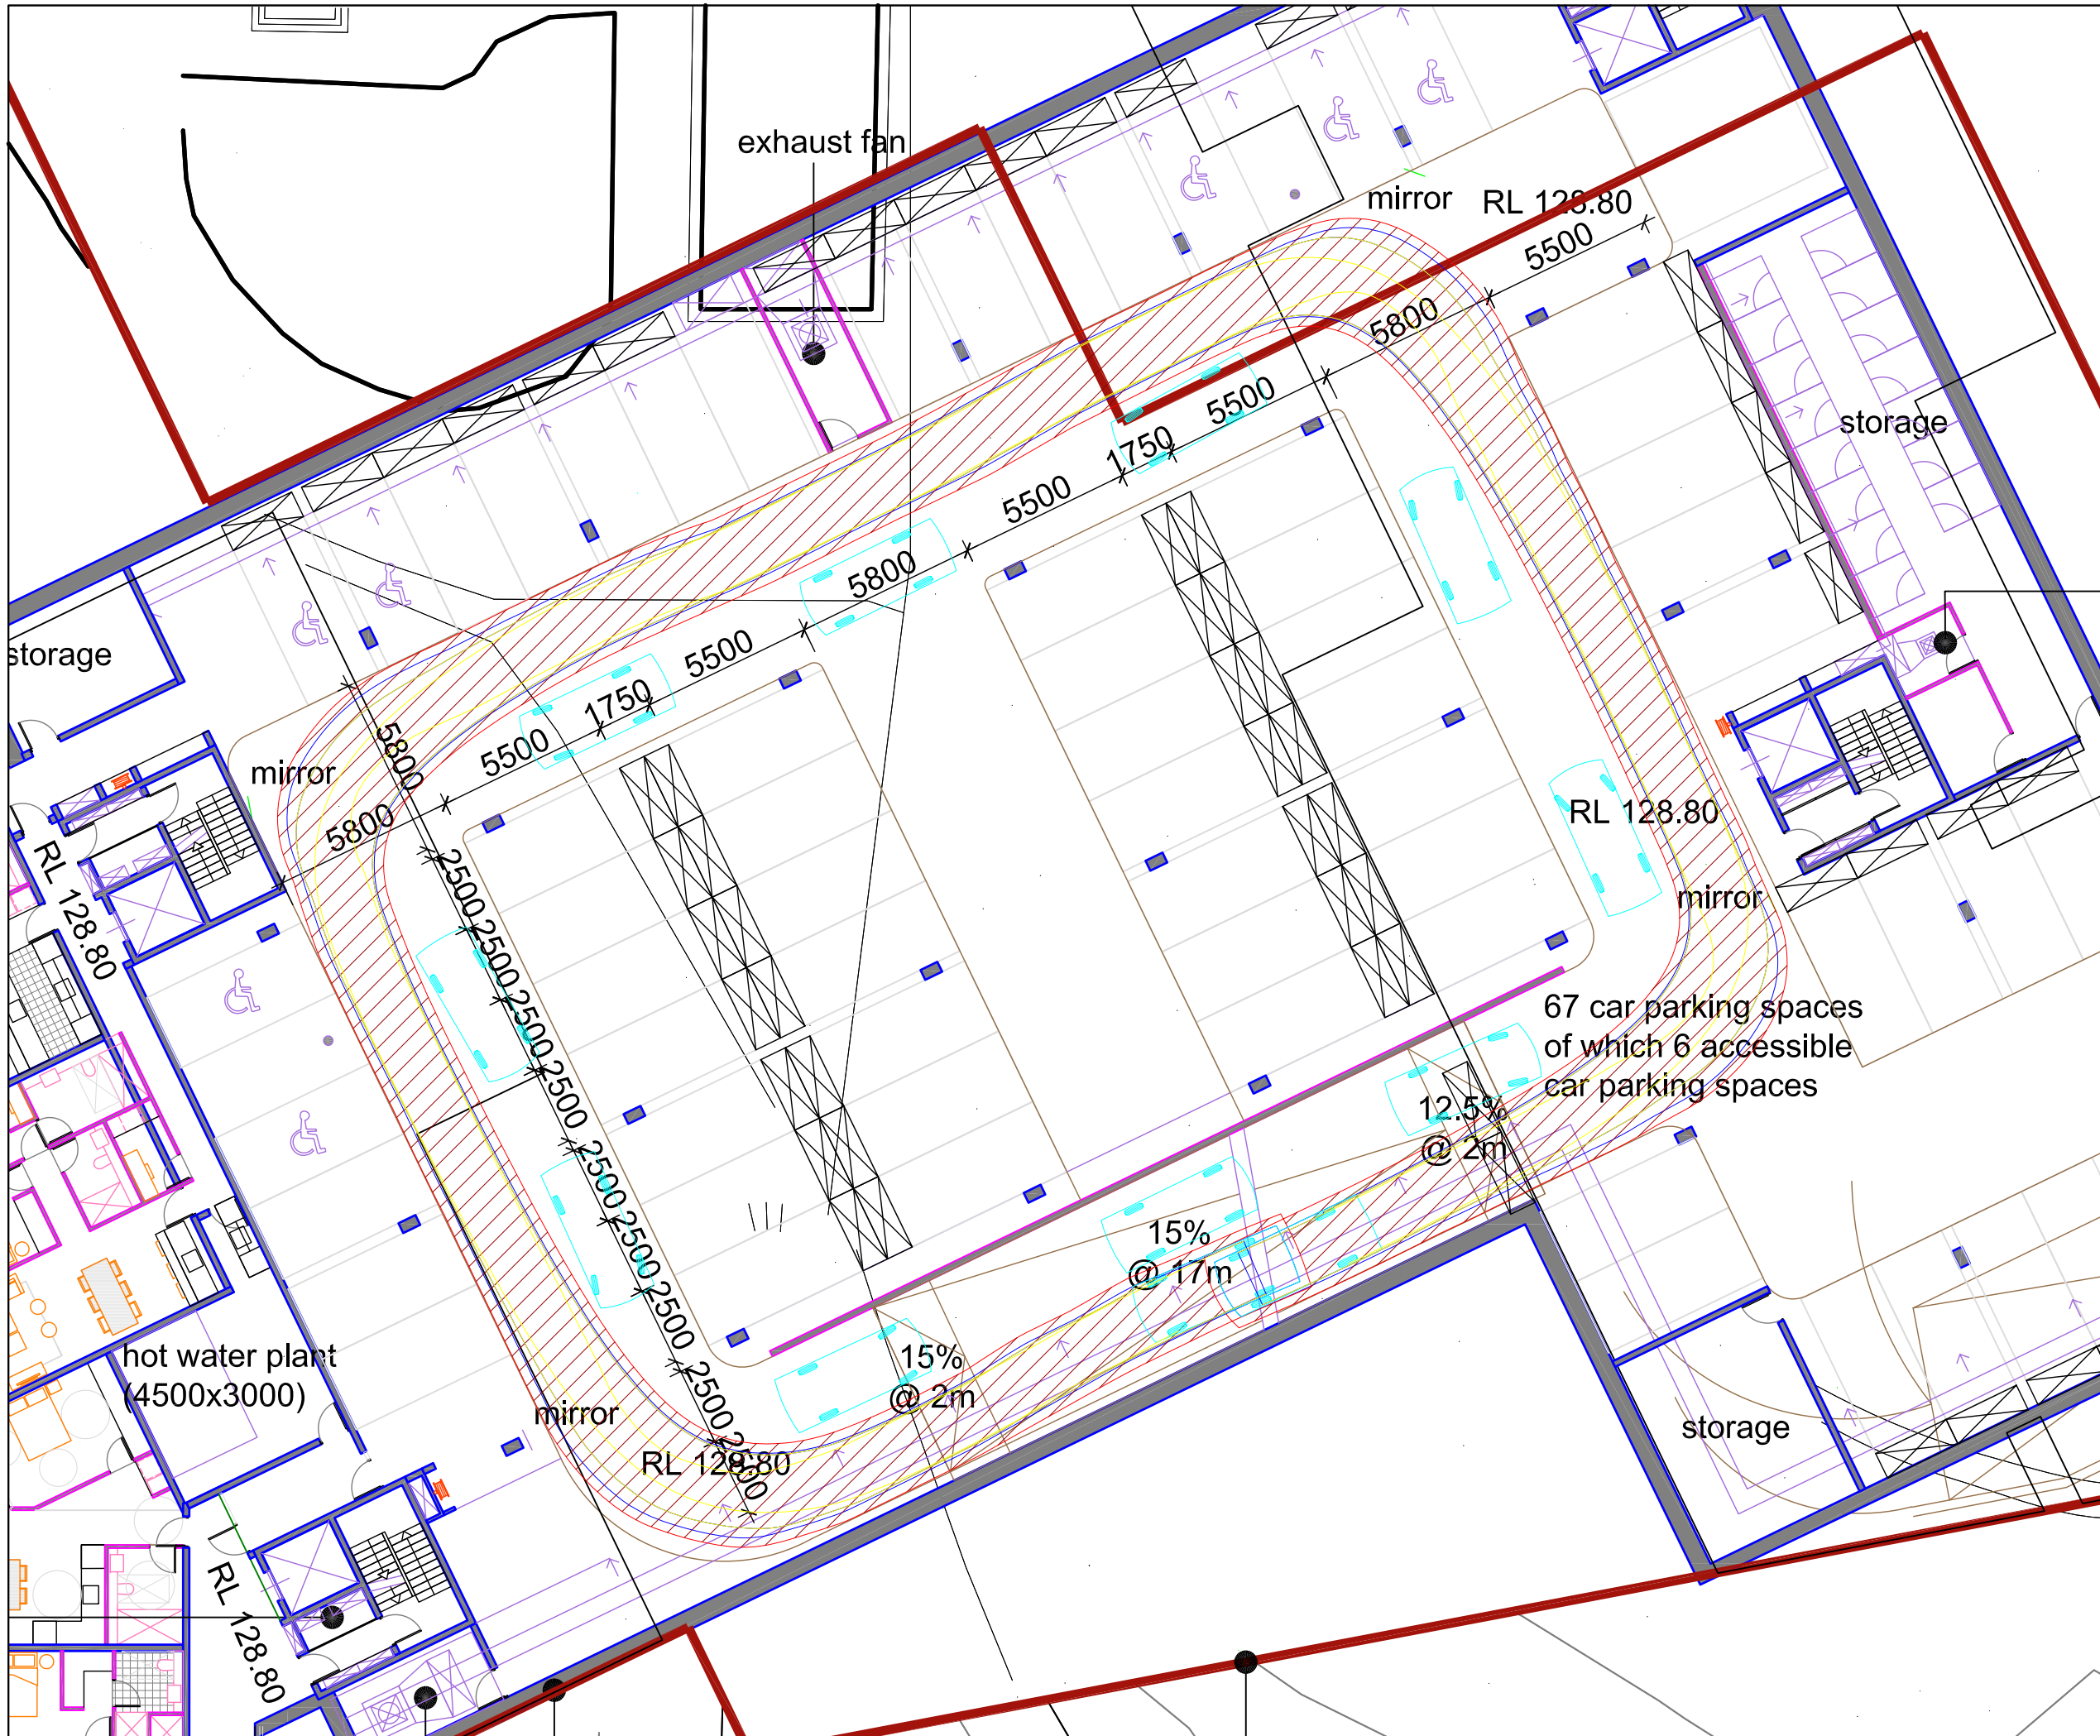 exhaust fan
mirror
RL 128.80
5500
5800
5500
1750
5500
5800
5500
1750
5500
5800
5800
storage
storage
mirror
RL 128.80
RL 128.80
mirror
2500
2500
2500
2500
2500
2500
2500
2500
2500
67 car parking spaces
of which 6 accessible
car parking spaces
12.5%
@ 2m
15%
@ 17m
15%
@ 2m
hot water plant
(4500x3000)
mirror
RL 128.80
storage
RL 128.80